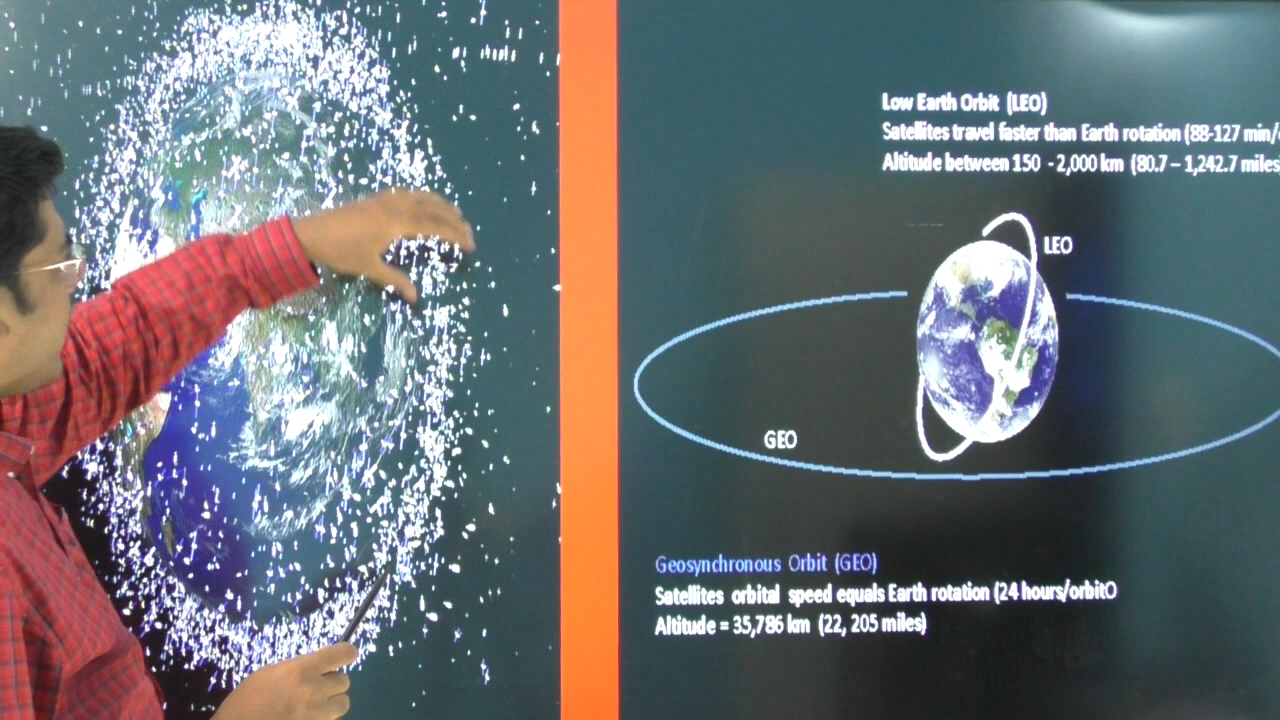 Low Earth Orbit (LEO)
Satellites travel faster than Earth rotation (88-127 min/
Altitude between 150 - 2,000 km (80.7 – 1,242.7 miles
LEO
GEO
Geosynchronous Orbit (GEO)
Satellites orbital speed equals Earth rotation (24 hours/orbitO
Altitude = 35,786 km (22, 205 miles)